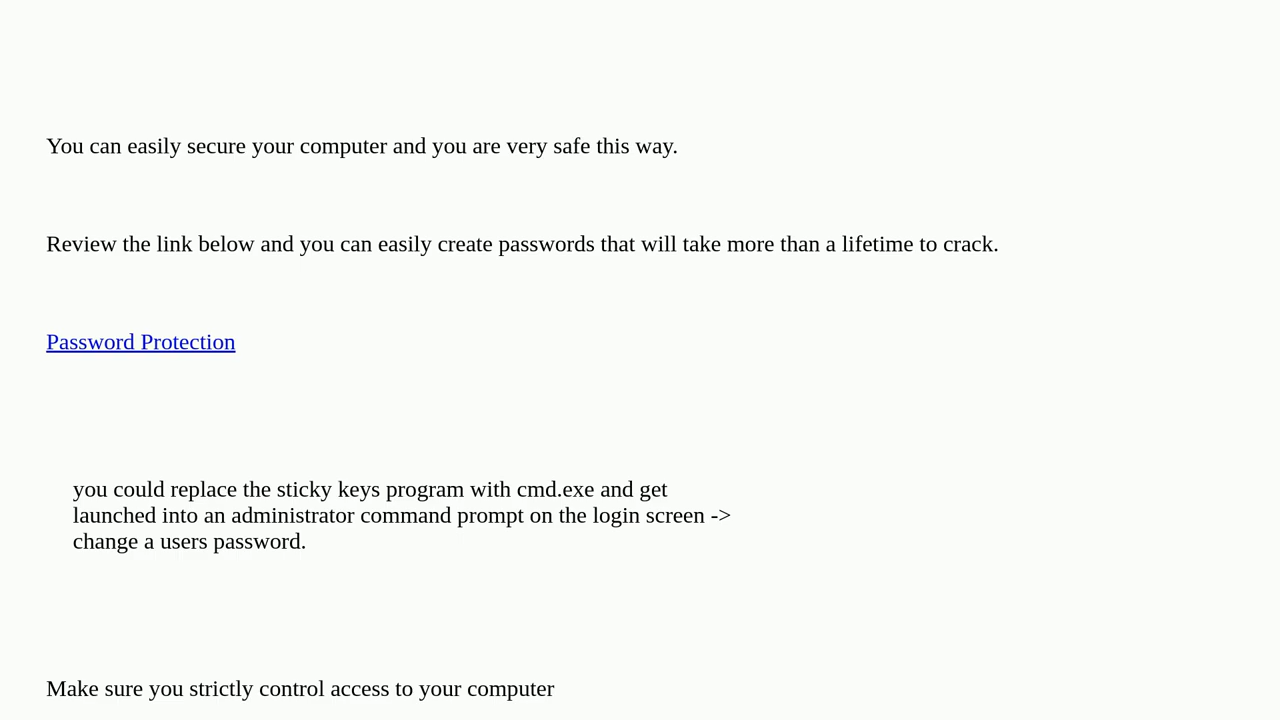 You can easily secure your computer and you are very safe this way.
Review the link below and you can easily create passwords that will take more than a lifetime to crack.
Password Protection
you could replace the sticky keys program with cmd.exe and get
launched into an administrator command prompt on the login screen ->
change a users password.
Make sure you strictly control access to your computer